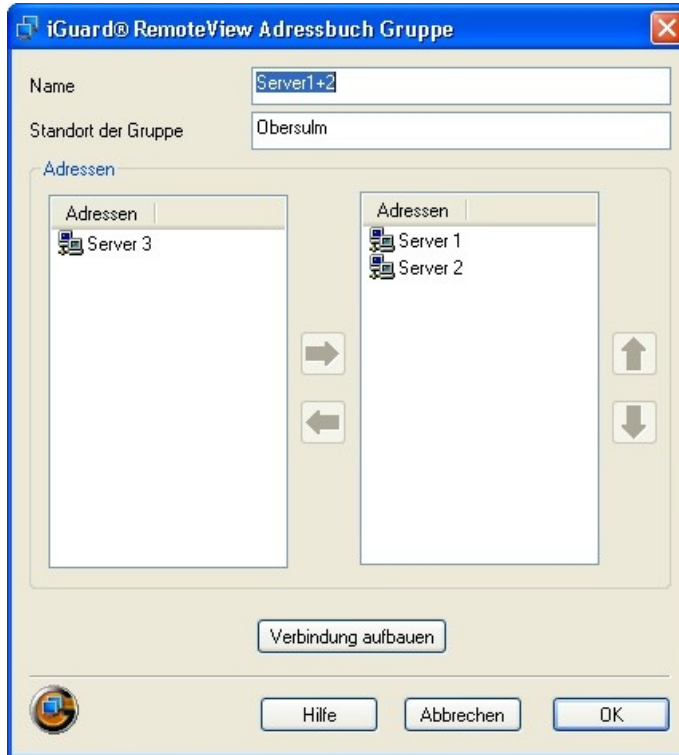 iGuard® RemoteView Adressbuch Gruppe
Name
Server1+2
Standort der Gruppe
Obersulm
Adressen
Adressen
Server 3
Adressen
Server 1
Server 2
Verbindung aufbauen
Hilfe
Abbrechen
OK